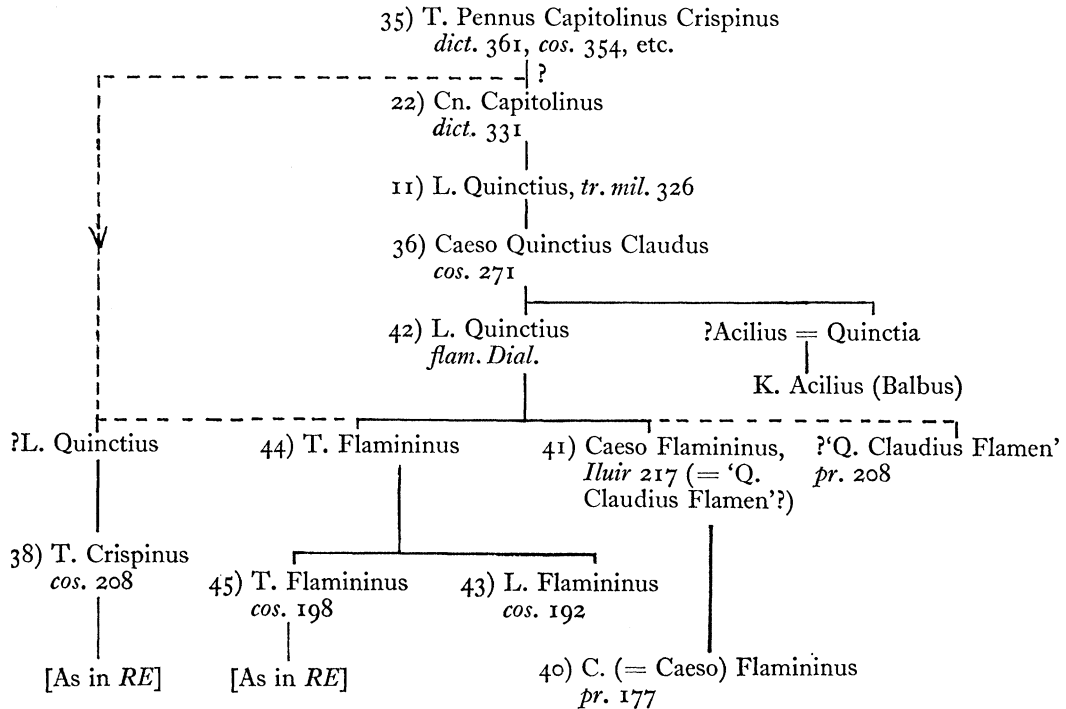 35) T. Pennus Capitolinus Crispinus
dict. 361, cos. 354, etc.
?
22) Cn. Capitolinus
dict. 331
11) L. Quinctius, tr. mil. 326
36) Caeso Quinctius Claudus
cos. 271
42) L. Quinctius
flam. Dial.
?Acilius = Quinctia
K. Acilius (Balbus)
?L. Quinctius
44) T. Flamininus
41) Caeso Flamininus,
IIuir 217 (= ‘Q.
Claudius Flamen’?)
?‘Q. Claudius Flamen’
pr. 208
38) T. Crispinus
cos. 208
45) T. Flamininus
cos. 198
43) L. Flamininus
cos. 192
[As in RE]
[As in RE]
40) C. (= Caeso) Flamininus
pr. 177